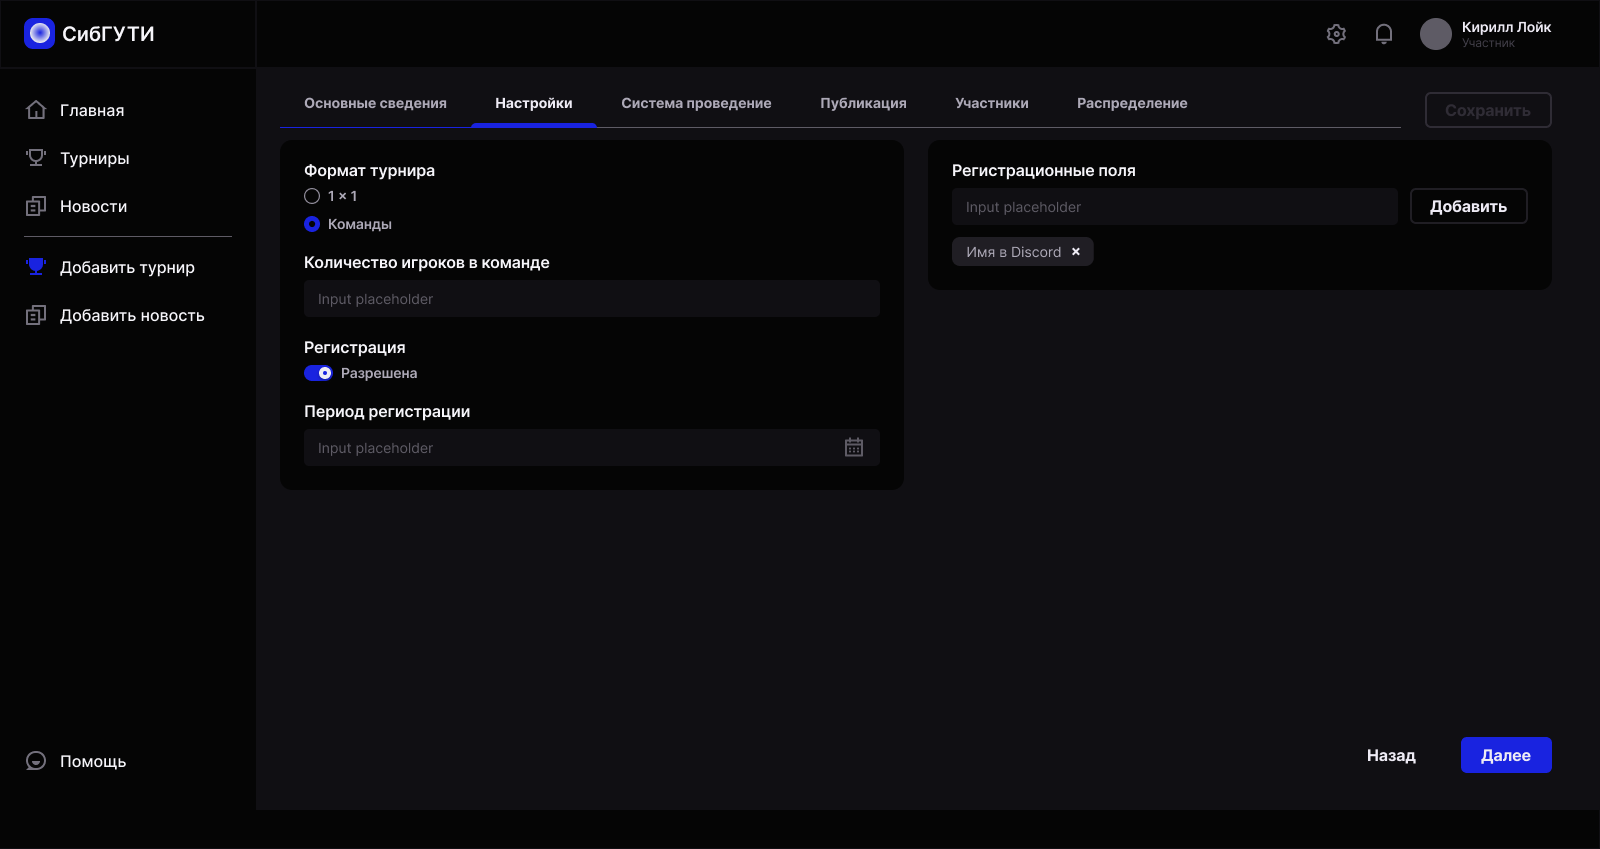 СибГУТИ
Кирилл Лойк
Участник
Главная
Турниры
Новости
Добавить турнир
Добавить новость
Помощь
Основные сведения
Настройки
Система проведение
Публикация
Участники
Распределение
Сохранить
Формат турнира
1 × 1
Команды
Количество игроков в команде
Input placeholder
Регистрация
Разрешена
Период регистрации
Input placeholder
Регистрационные поля
Input placeholder
Добавить
Имя в Discord
Назад
Далее